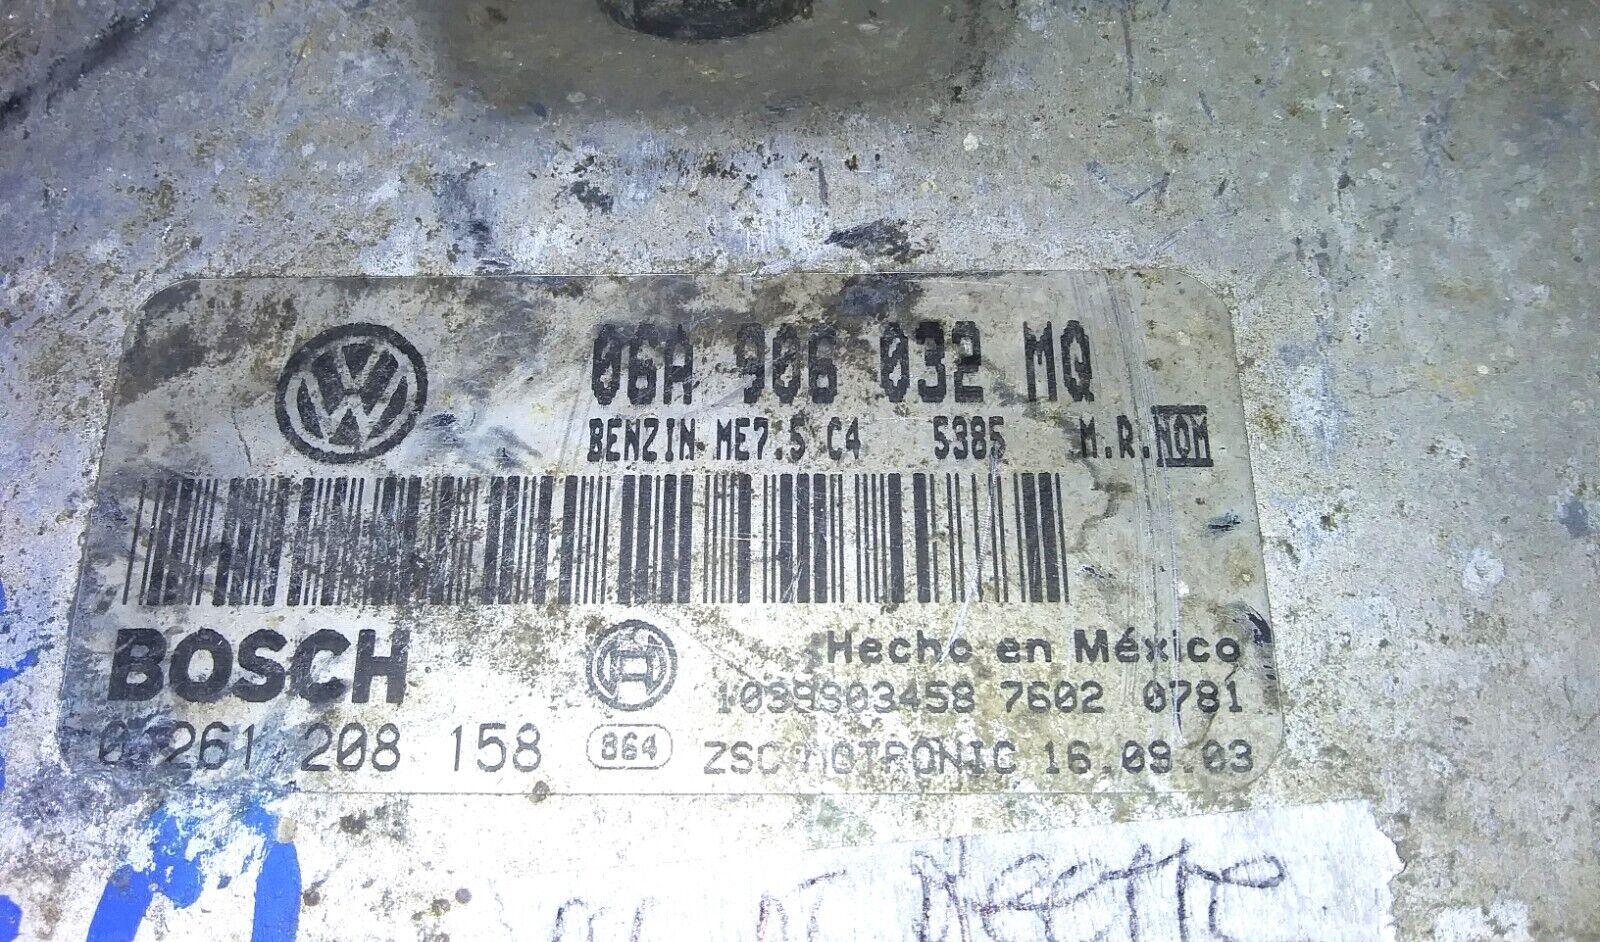 06A 906 032 MQ
BENZIN ME7.5 C4 5385 M.R. NOM
BOSCH
Hecho en México
1039S03458 7602 0781
0 261 208 158
864
ZSC MOTRONIC 16.09.03